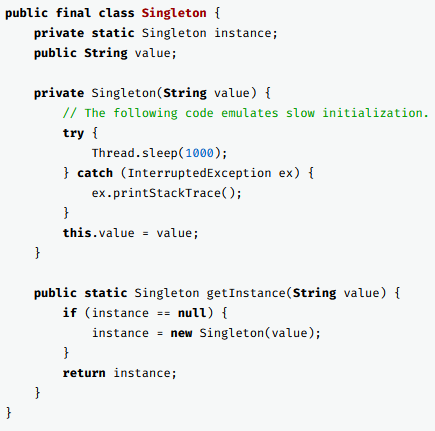 public final class Singleton {
    private static Singleton instance;
    public String value;

    private Singleton(String value) {
        // The following code emulates slow initialization.
        try {
            Thread.sleep(1000);
        } catch (InterruptedException ex) {
            ex.printStackTrace();
        }
        this.value = value;
    }

    public static Singleton getInstance(String value) {
        if (instance == null) {
            instance = new Singleton(value);
        }
        return instance;
    }
}